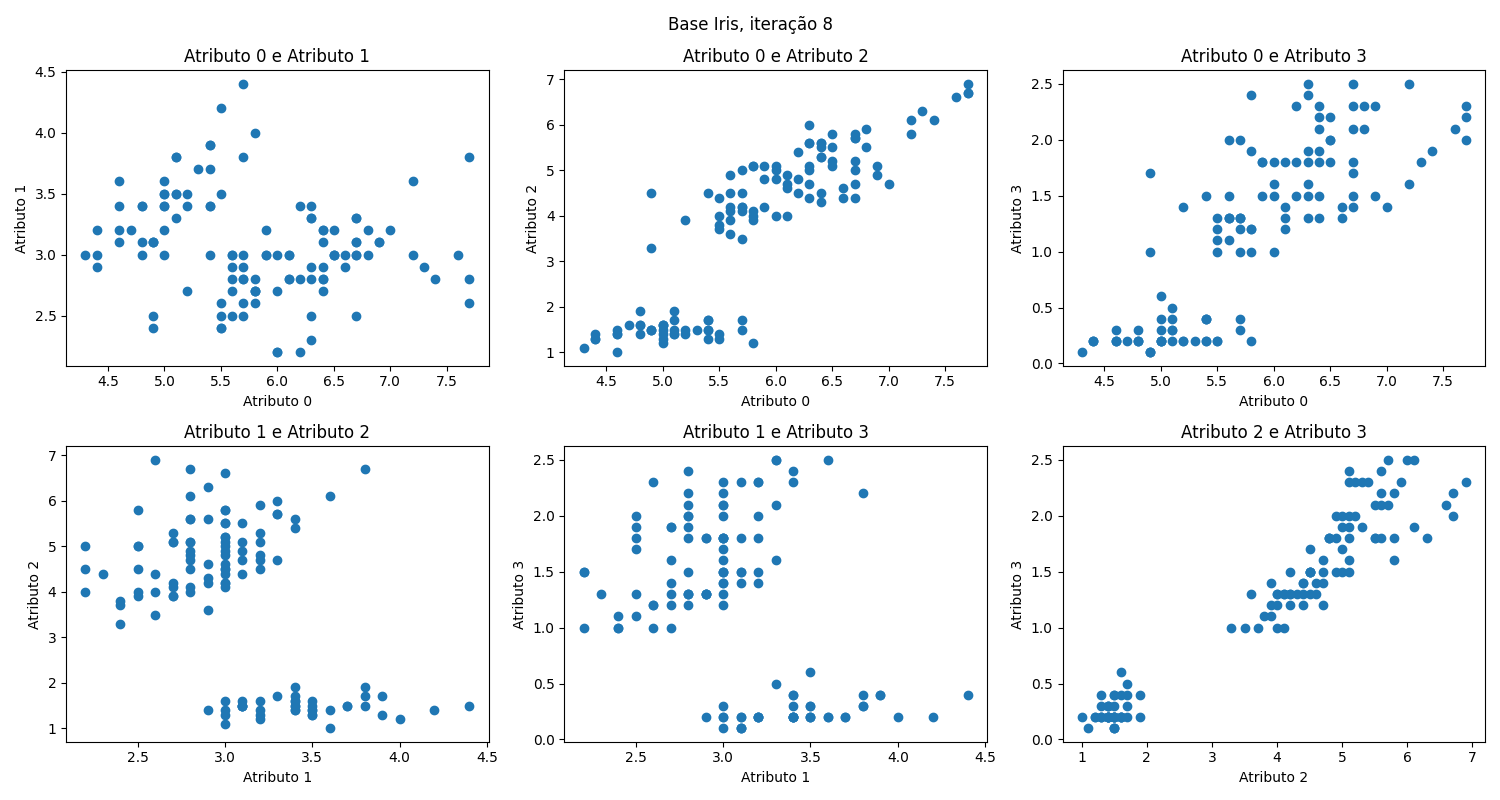 Base Iris, iteração 8
Atributo 0 e Atributo 1
Atributo 1
4.5
4.0
3.5
3.0
2.5
4.5 5.0 5.5 6.0 6.5 7.0 7.5
Atributo 0
Atributo 0 e Atributo 2
Atributo 2
7
6
5
4
3
2
1
4.5 5.0 5.5 6.0 6.5 7.0 7.5
Atributo 0
Atributo 0 e Atributo 3
Atributo 3
2.5
2.0
1.5
1.0
0.5
0.0
4.5 5.0 5.5 6.0 6.5 7.0 7.5
Atributo 0
Atributo 1 e Atributo 2
Atributo 2
7
6
5
4
3
2
1
2.5 3.0 3.5 4.0 4.5
Atributo 1
Atributo 1 e Atributo 3
Atributo 3
2.5
2.0
1.5
1.0
0.5
0.0
2.5 3.0 3.5 4.0 4.5
Atributo 1
Atributo 2 e Atributo 3
Atributo 3
2.5
2.0
1.5
1.0
0.5
0.0
1 2 3 4 5 6 7
Atributo 2